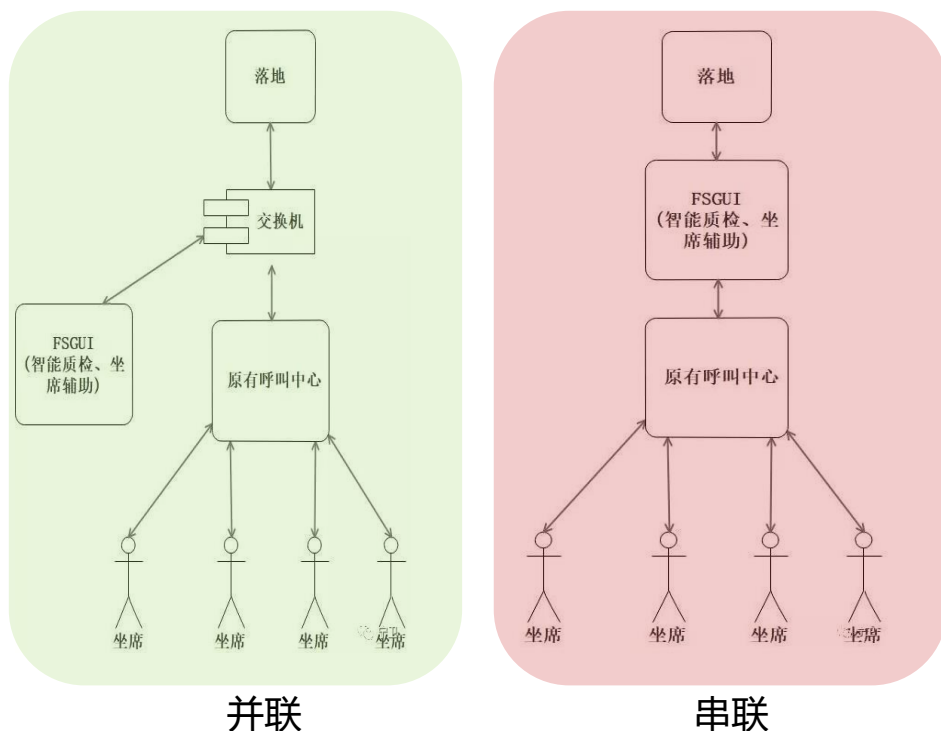 落地
交换机
FSGUI
(智能质检、坐
席辅助)
原有呼叫中心
坐席
坐席
坐席
坐席
并联
落地
FSGUI
(智能质检、坐
席辅助)
原有呼叫中心
坐席
坐席
坐席
坐席
串联